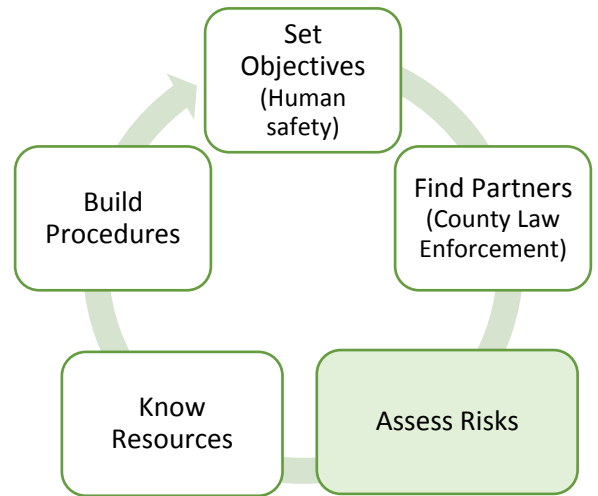 Set
Objectives
(Human
safety)
Find Partners
(County Law
Enforcement)
Assess Risks
Know
Resources
Build
Procedures